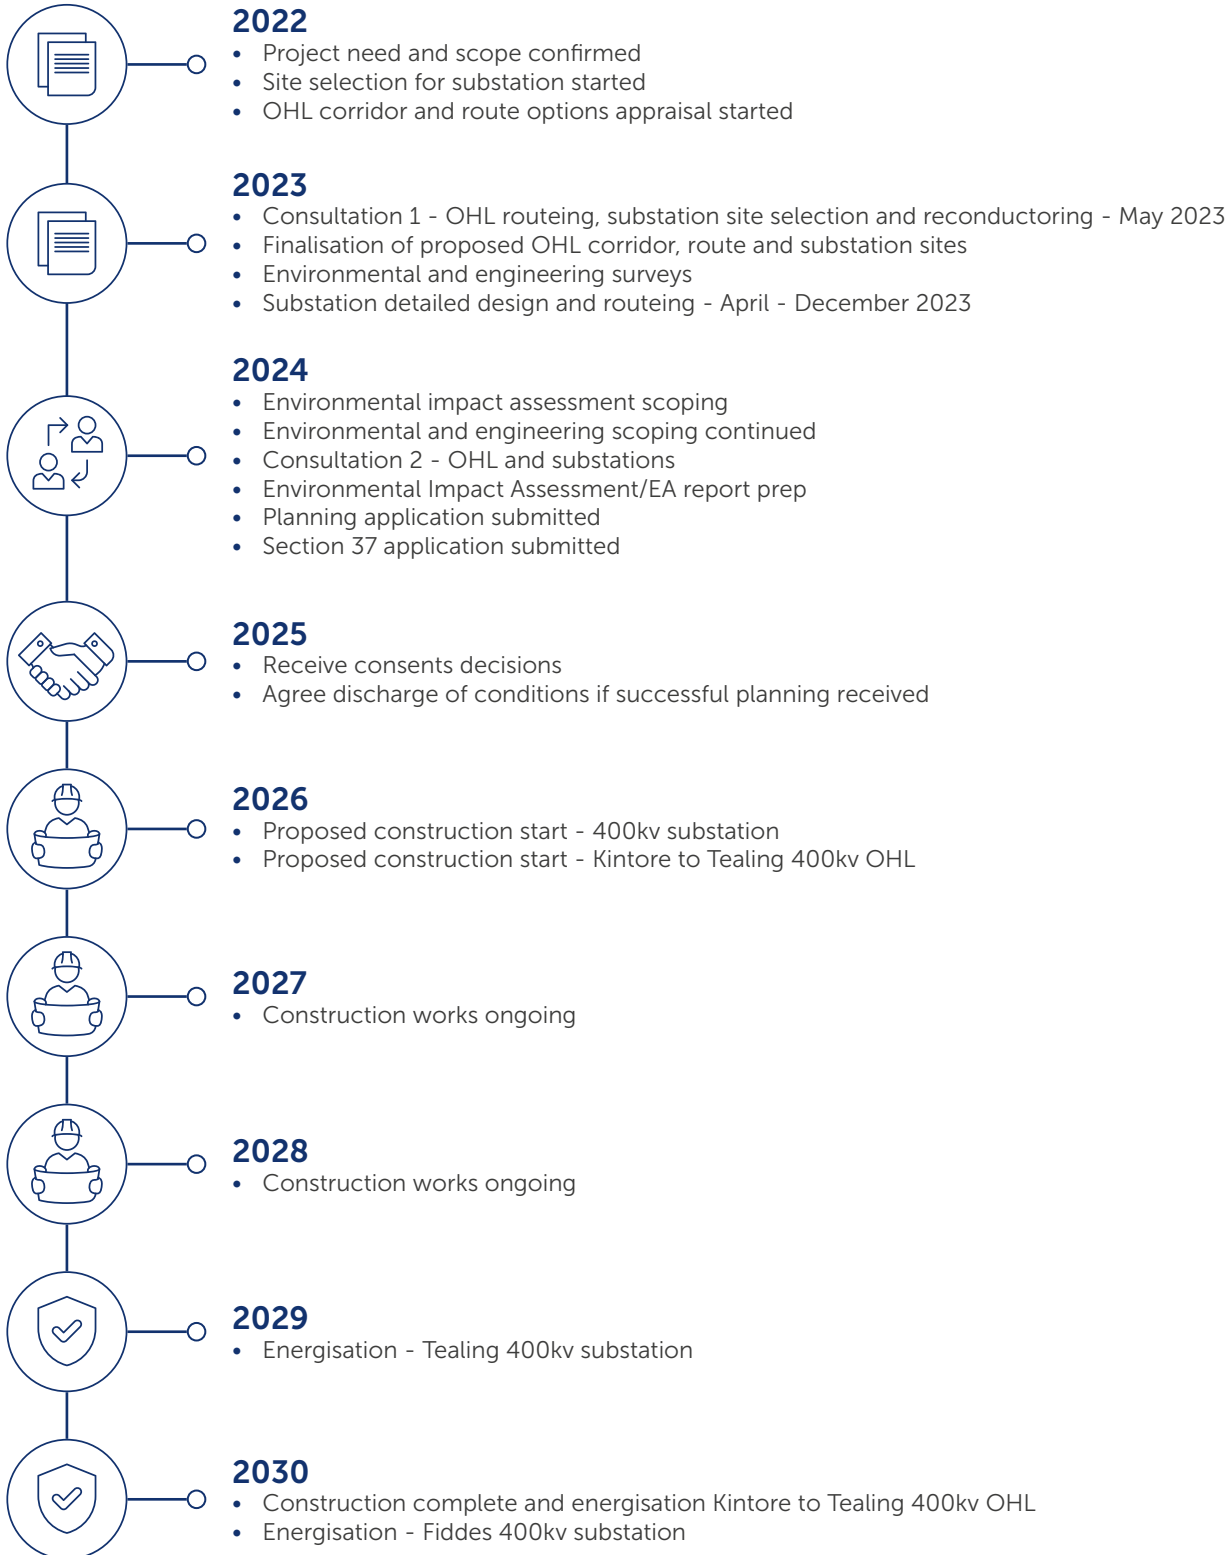 2022
• Project need and scope confirmed
• Site selection for substation started
• OHL corridor and route options appraisal started
2023
• Consultation 1 - OHL routeing, substation site selection and reconductoring - May 2023
• Finalisation of proposed OHL corridor, route and substation sites
• Environmental and engineering surveys
• Substation detailed design and routeing - April - December 2023
2024
• Environmental impact assessment scoping
• Environmental and engineering scoping continued
• Consultation 2 - OHL and substations
• Environmental Impact Assessment/EA report prep
• Planning application submitted
• Section 37 application submitted
2025
• Receive consents decisions
• Agree discharge of conditions if successful planning received
2026
• Proposed construction start - 400kv substation
• Proposed construction start - Kintore to Tealing 400kv OHL
2027
• Construction works ongoing
2028
• Construction works ongoing
2029
• Energisation - Tealing 400kv substation
2030
• Construction complete and energisation Kintore to Tealing 400kv OHL
• Energisation - Fiddes 400kv substation